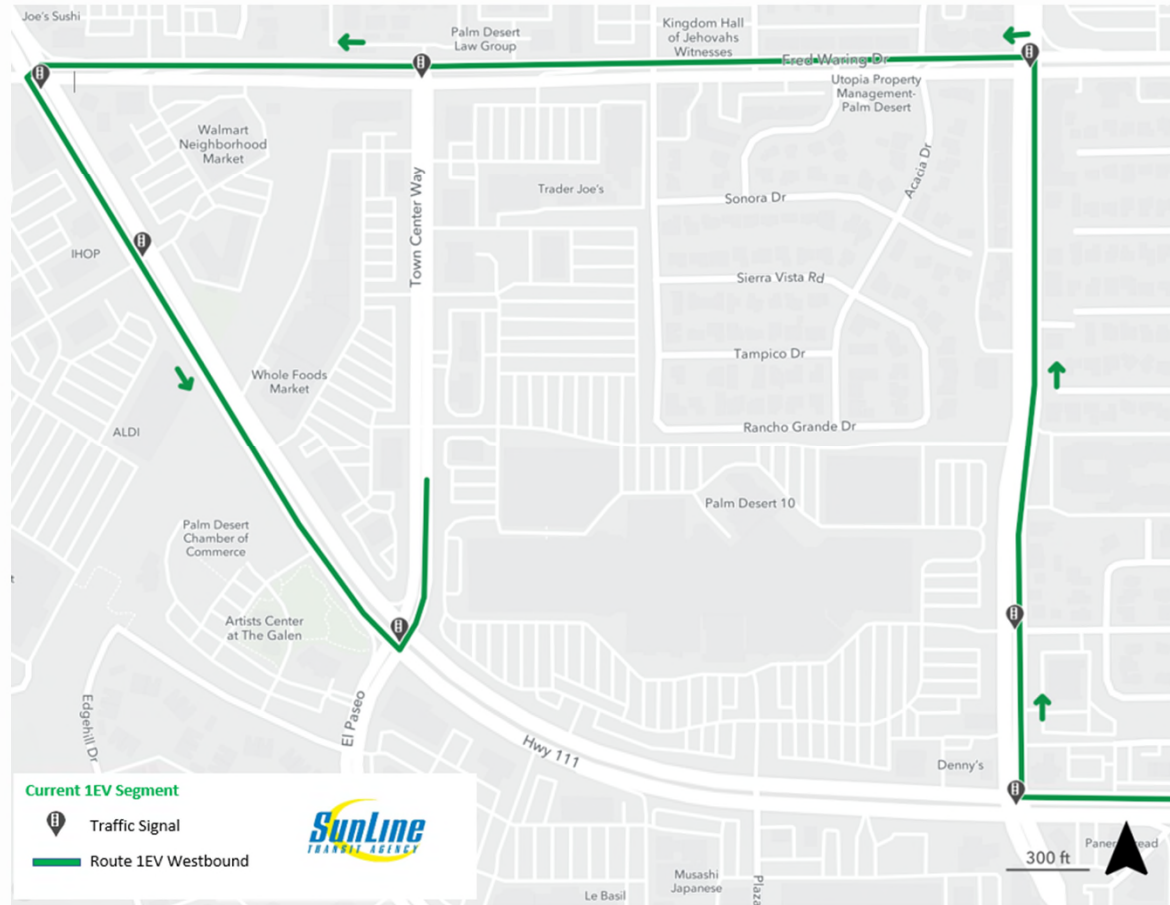 Joe's Sushi
Palm Desert
Law Group
Kingdom Hall
of Jehovahs
Witnesses
Fred Waring Dr
Utopia Property
Management-
Palm Desert
Walmart
Neighborhood
Market
Town Center Way
Trader Joe's
Acacia Dr
Sonora Dr
IHOP
Sierra Vista Rd
Tampico Dr
Whole Foods
Market
Rancho Grande Dr
ALDI
Palm Desert 10
Palm Desert
Chamber of
Commerce
Artists Center
at The Galen
Edgehill Dr
El Paseo
Hwy 111
Denny's
Current 1EV Segment
Traffic Signal
Route 1EV Westbound
SunLine
TRANSIT AGENCY
300 ft
Musashi
Japanese
Le Basil
Plaza